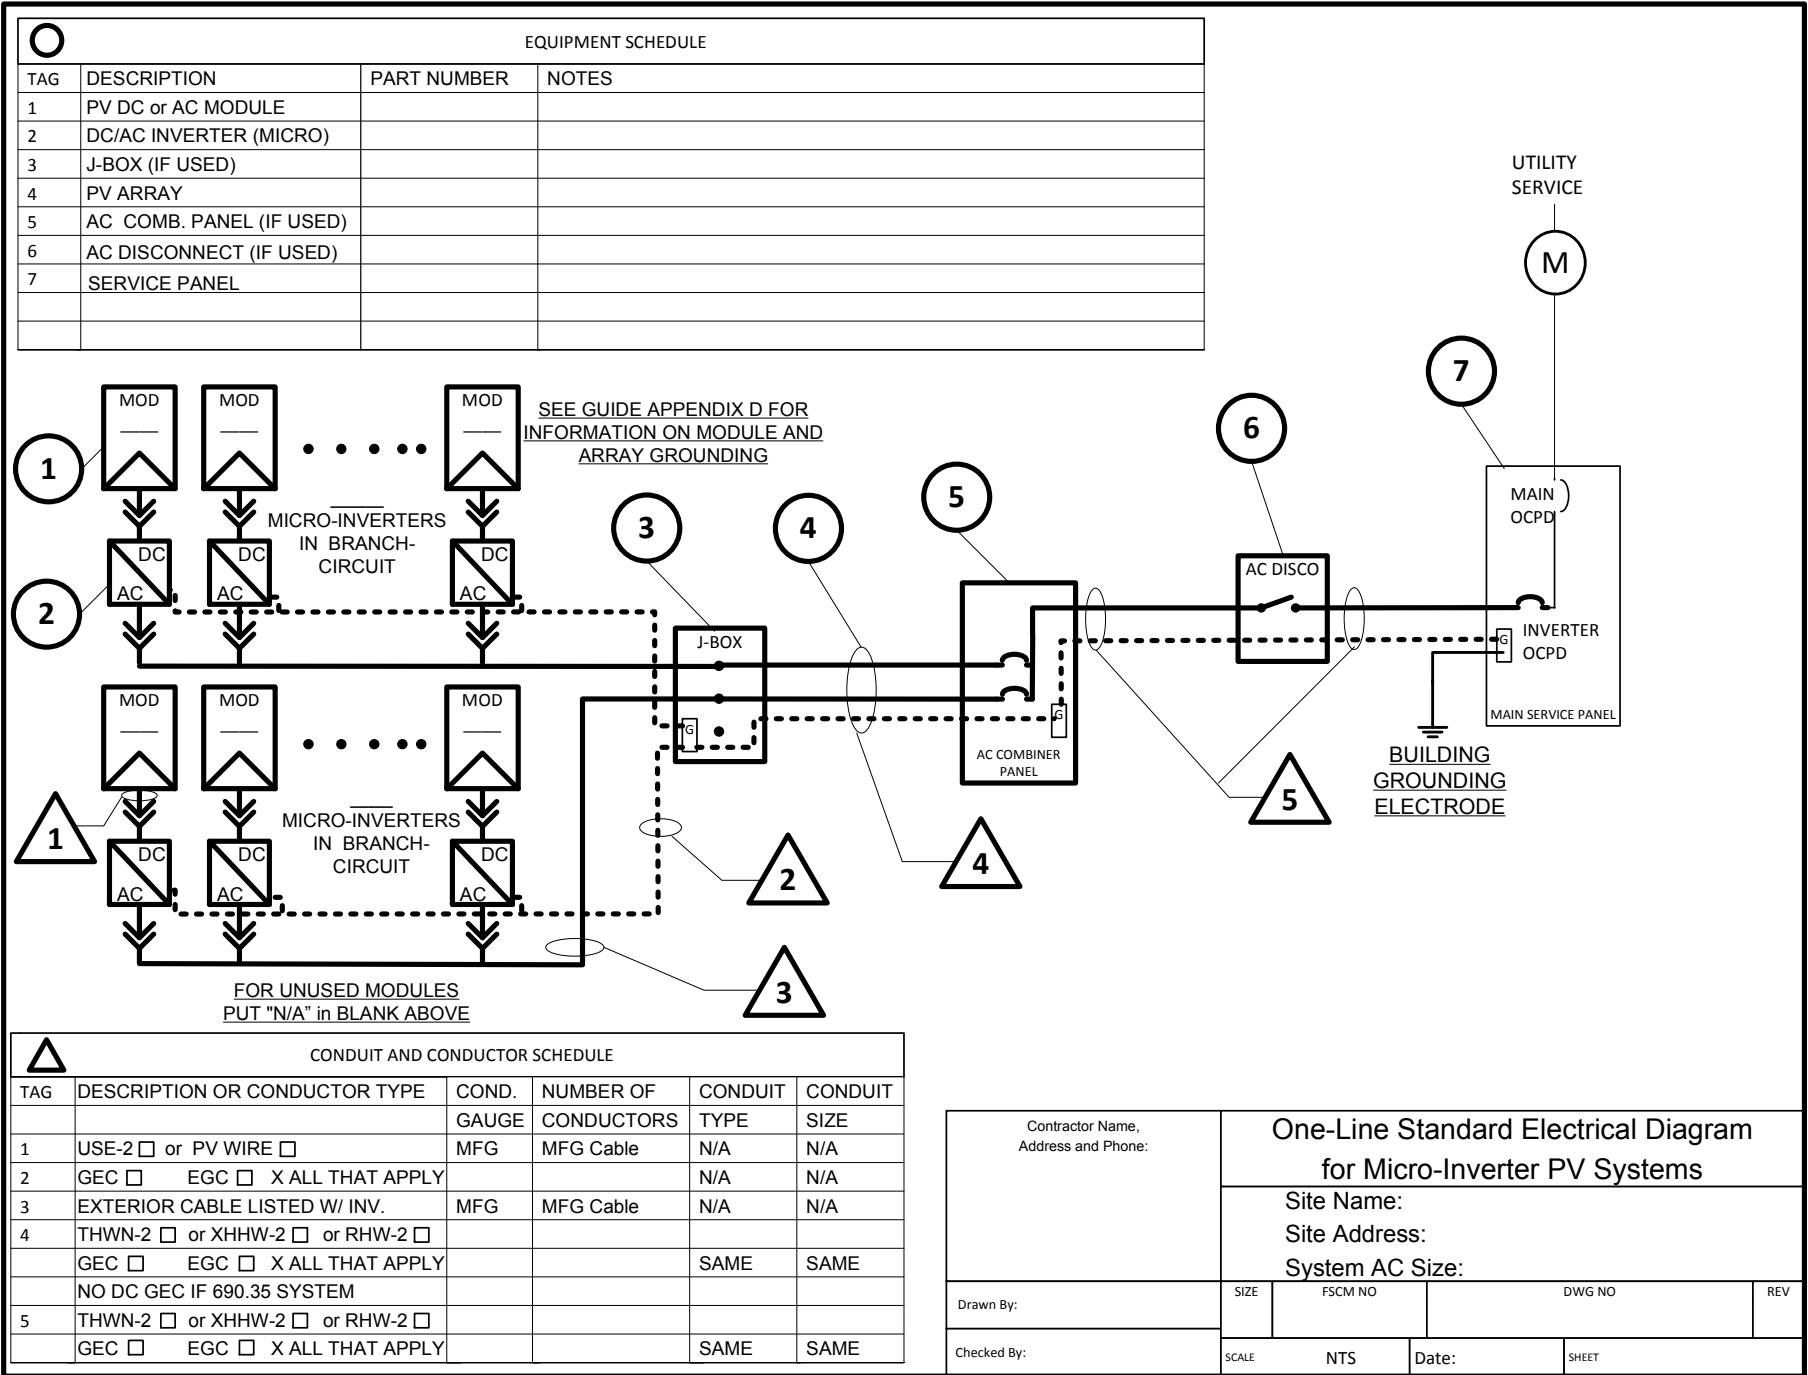 EQUIPMENT SCHEDULE
TAG DESCRIPTION PART NUMBER NOTES
1 PV DC or AC MODULE
2 DC/AC INVERTER (MICRO)
3 J-BOX (IF USED)
4 PV ARRAY
5 AC COMB. PANEL (IF USED)
6 AC DISCONNECT (IF USED)
7 SERVICE PANEL
UTILITY
SERVICE
M
7
MOD MOD MOD
SEE GUIDE APPENDIX D FOR
INFORMATION ON MODULE AND
ARRAY GROUNDING
1
6
5
3
4
MAIN
OCPD
MICRO-INVERTERS
IN BRANCH-
CIRCUIT
DC DC DC
AC AC AC
2
AC DISCO
J-BOX
INVERTER
OCPD
G
G
G
MAIN SERVICE PANEL
AC COMBINER
PANEL
BUILDING
GROUNDING
ELECTRODE
MOD MOD MOD
1
MICRO-INVERTERS
IN BRANCH-
CIRCUIT
DC DC DC
AC AC AC
2
4
5
3
FOR UNUSED MODULES
PUT "N/A” in BLANK ABOVE
CONDUIT AND CONDUCTOR SCHEDULE
TAG DESCRIPTION OR CONDUCTOR TYPE COND. NUMBER OF CONDUIT CONDUIT
GAUGE CONDUCTORS TYPE SIZE
1 USE-2 □ or PV WIRE □ MFG MFG Cable N/A N/A
2 GEC □ EGC □ X ALL THAT APPLY N/A N/A
3 EXTERIOR CABLE LISTED W/ INV. MFG MFG Cable N/A N/A
4 THWN-2 □ or XHHW-2 □ or RHW-2 □
GEC □ EGC □ X ALL THAT APPLY SAME SAME
NO DC GEC IF 690.35 SYSTEM
5 THWN-2 □ or XHHW-2 □ or RHW-2 □
GEC □ EGC □ X ALL THAT APPLY SAME SAME
Contractor Name,
Address and Phone:
Drawn By:
Checked By:
One-Line Standard Electrical Diagram
for Micro-Inverter PV Systems
Site Name:
Site Address:
System AC Size:
SIZE FSCM NO DWG NO REV
SCALE NTS Date: SHEET